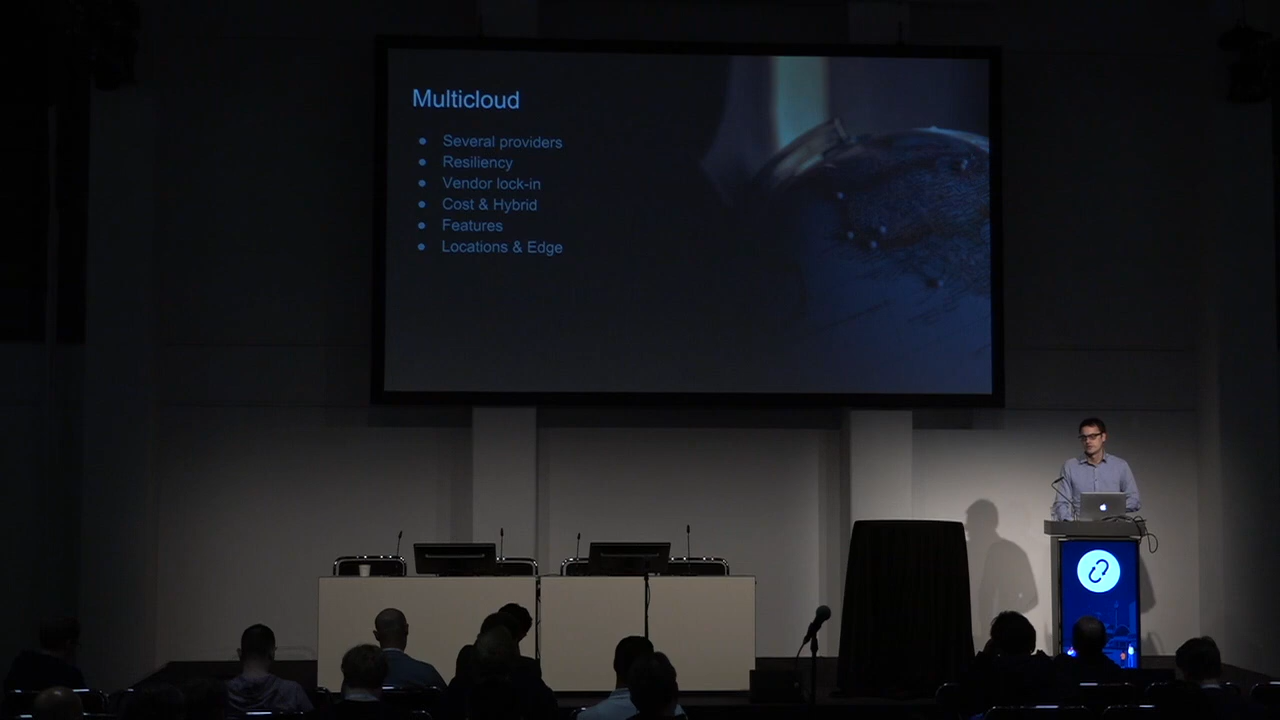 Multicloud
Several providers
Resiliency
Vendor lock-in
Cost & Hybrid
Features
Locations & Edge